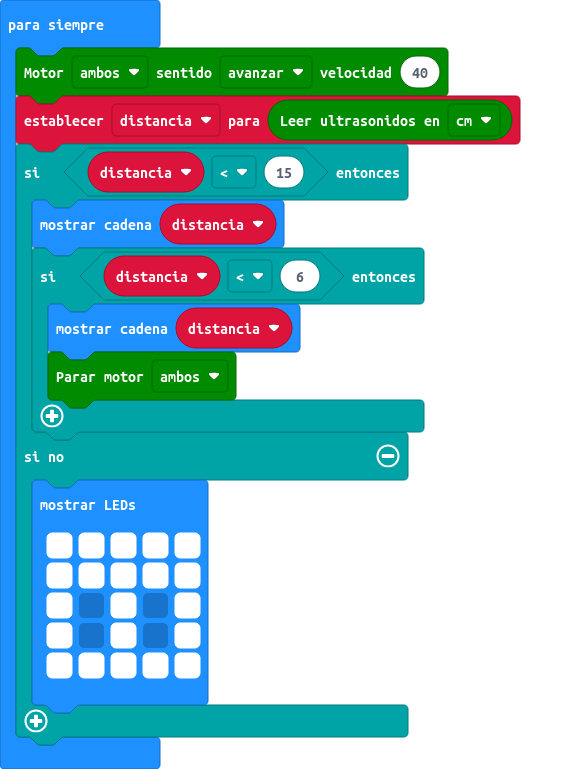 para siempre
Motor ambos sentido avanzar velocidad 40
establecer distancia para Leer ultrasonidos en cm
si distancia < 15 entonces
mostrar cadena distancia
si distancia < 6 entonces
mostrar cadena distancia
Parar motor ambos
si no
mostrar LEDs